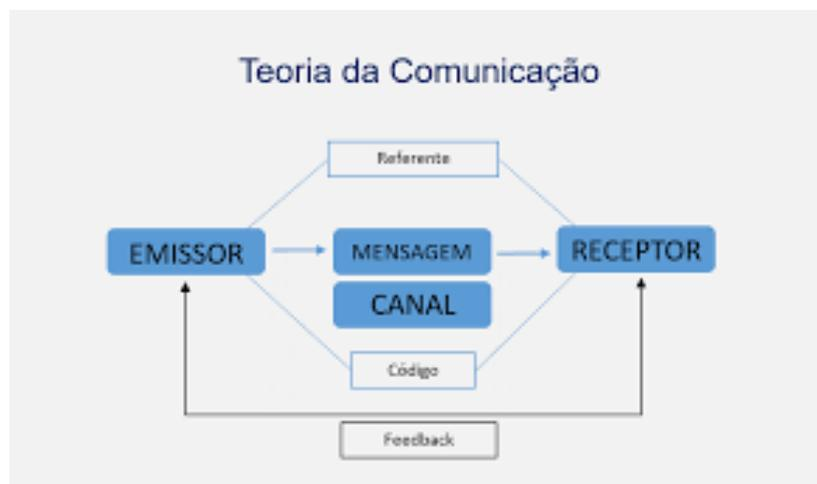 Teoria da Comunicação
Referente
EMISSOR
MENSAGEM
RECEPTOR
CANAL
Código
Feedback